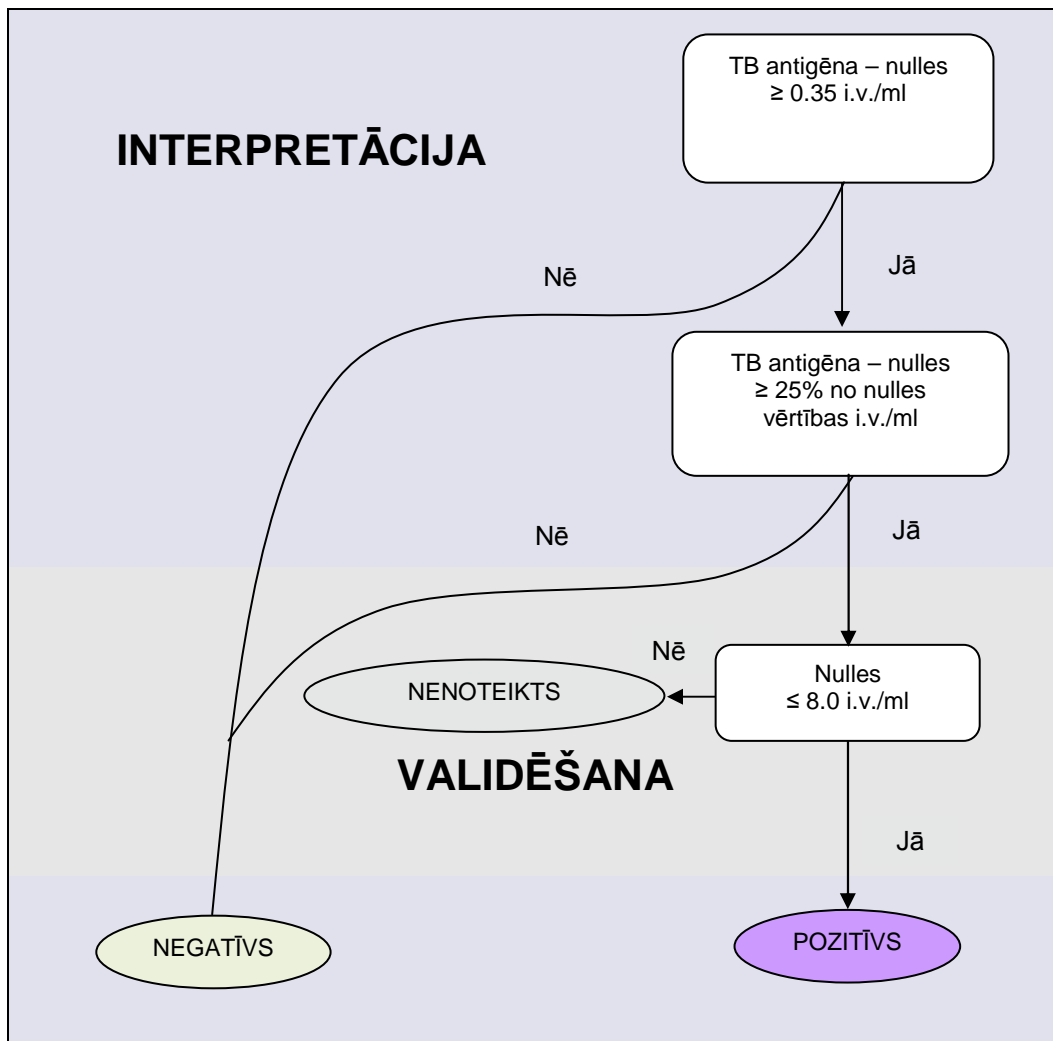 TB antigēna – nulles
≥ 0.35 i.v./ml
INTERPRETĀCIJA
Nē
Jā
TB antigēna – nulles
≥ 25% no nulles
vērtības i.v./ml
Nē
Jā
Nē
NENOTEIKTS
Nulles
≤ 8.0 i.v./ml
VALIDĒŠANA
Jā
NEGATĪVS
POZITĪVS